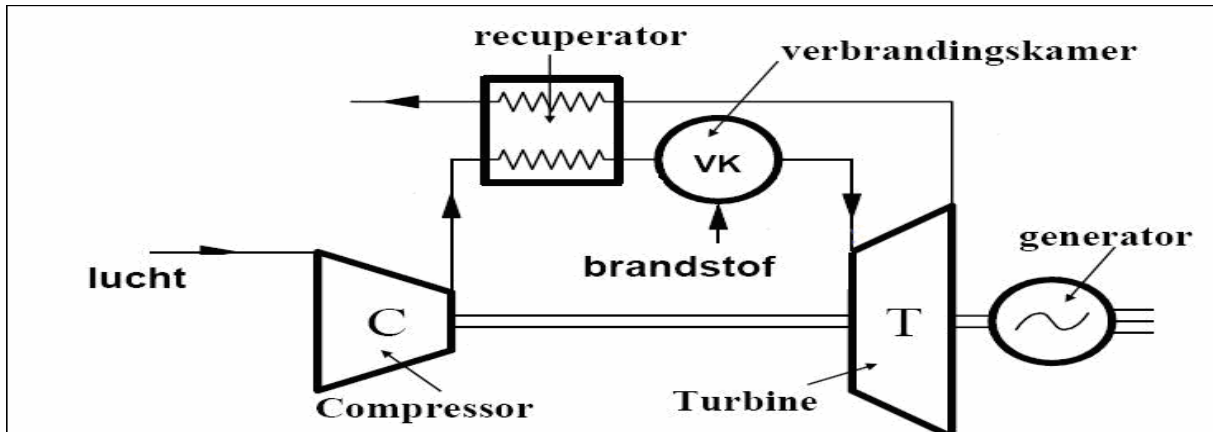 recuperator
verbrandingskamer
VK
generator
lucht
brandstof
C
T
Compressor
Turbine